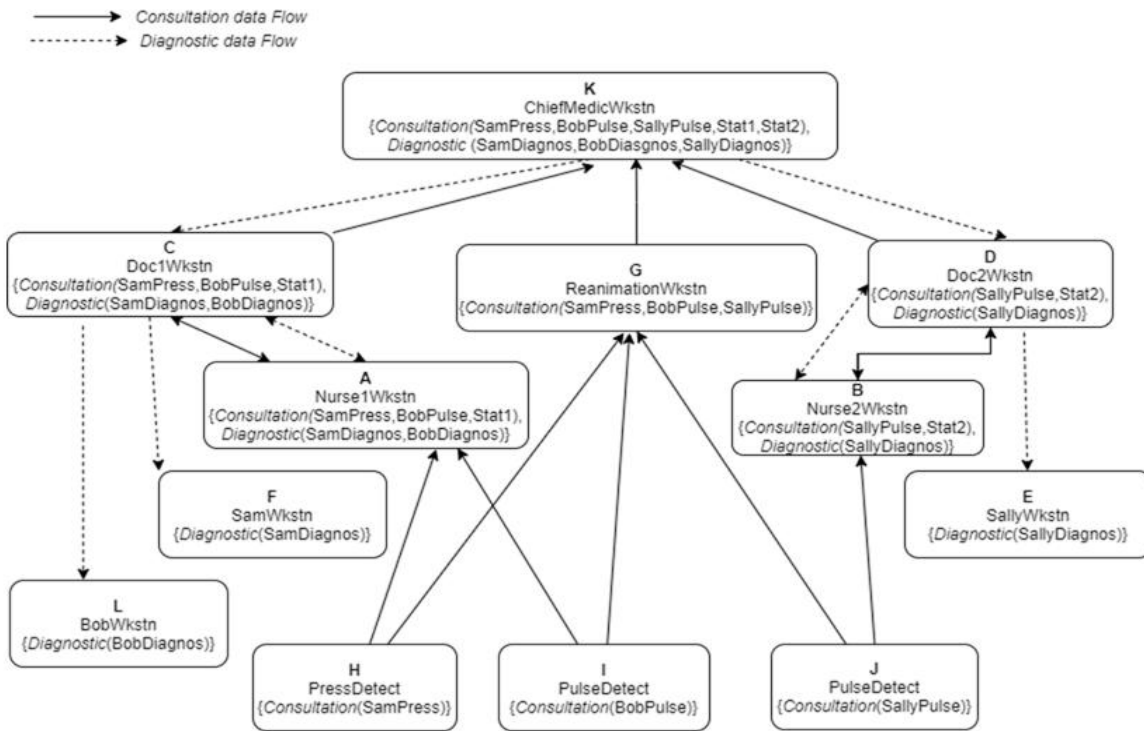 Consultation data Flow
Diagnostic data Flow
K
ChiefMedicWkstn
{Consultation(SamPress,BobPulse,SallyPulse,Stat1,Stat2),
Diagnostic (SamDiagnos,BobDiasgnos,SallyDiagnos)}
C
Doc1Wkstn
{Consultation(SamPress,BobPulse,Stat1),
Diagnostic(SamDiagnos,BobDiagnos)}
G
ReanimationWkstn
{Consultation(SamPress,BobPulse,SallyPulse)}
D
Doc2Wkstn
{Consultation(SallyPulse,Stat2),
Diagnostic(SallyDiagnos)}
A
Nurse1Wkstn
{Consultation(SamPress,BobPulse,Stat1),
Diagnostic(SamDiagnos,BobDiagnos)}
B
Nurse2Wkstn
{Consultation(SallyPulse,Stat2),
Diagnostic(SallyDiagnos)}
F
SamWkstn
{Diagnostic(SamDiagnos)}
E
SallyWkstn
{Diagnostic(SallyDiagnos)}
L
BobWkstn
{Diagnostic(BobDiagnos)}
H
PressDetect
{Consultation(SamPress)}
I
PulseDetect
{Consultation(BobPulse)}
J
PulseDetect
{Consultation(SallyPulse)}